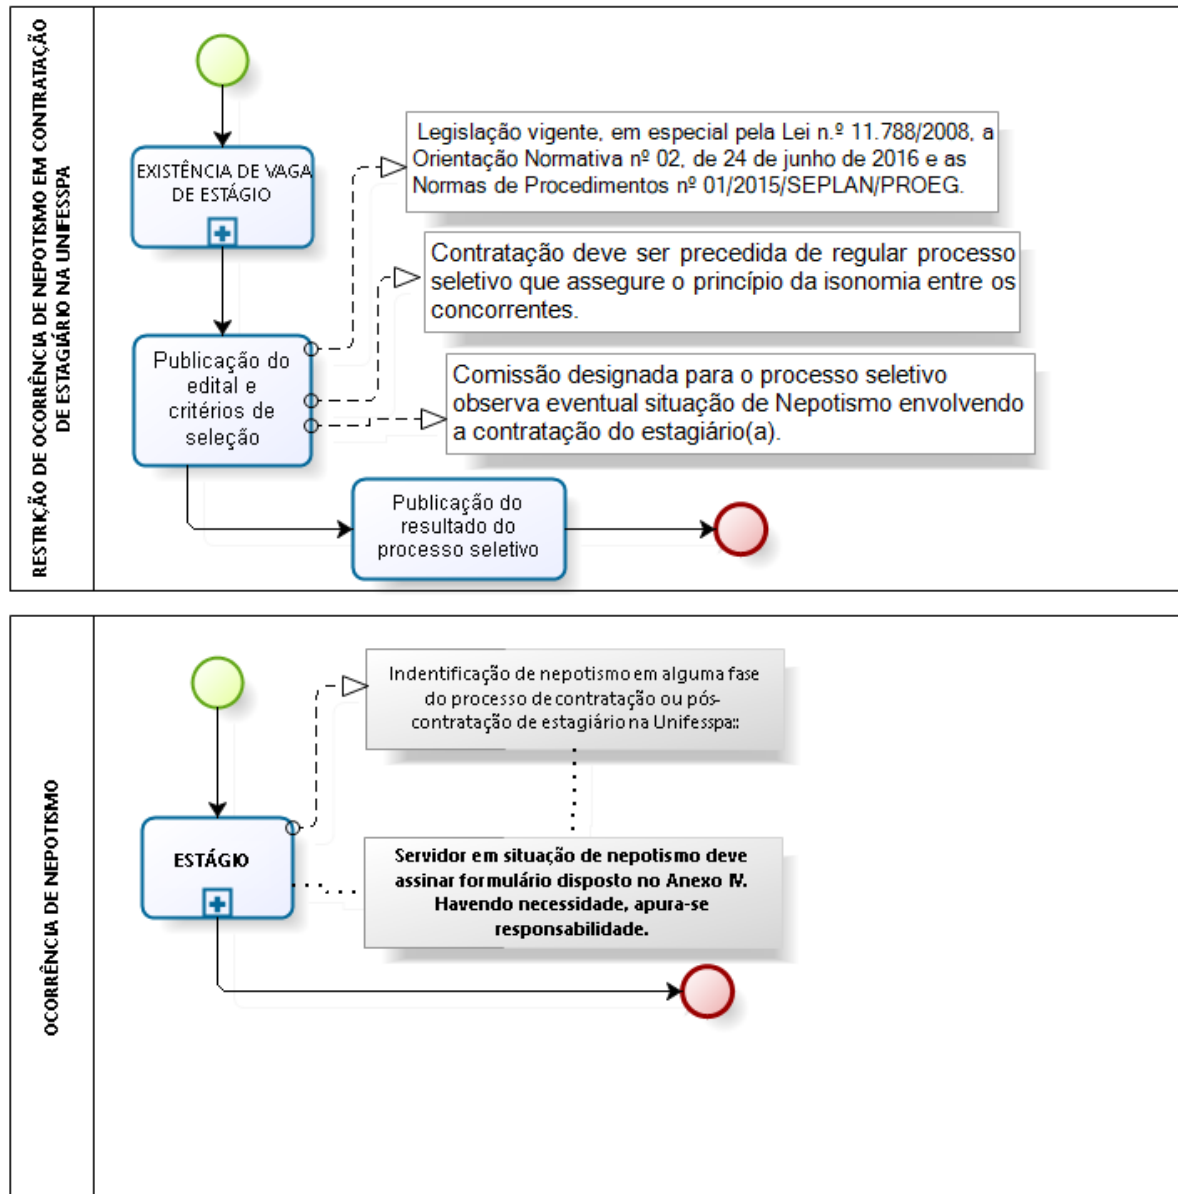 RESTRIÇÃO DE OCORRÊNCIA DE NEPOTISMO EM CONTRATAÇÃO
DE ESTAGIÁRIO NA UNIFESSPA
EXISTÊNCIA DE VAGA
DE ESTÁGIO
Legislação vigente, em especial pela Lei n.º 11.788/2008, a
Orientação Normativa nº 02, de 24 de junho de 2016 e as
Normas de Procedimentos nº 01/2015/SEPLAN/PROEG.
Contratação deve ser precedida de regular processo
seletivo que assegure o princípio da isonomia entre os
concorrentes.
Publicação do
edital e
critérios de
seleção
Comissão designada para o processo seletivo
observa eventual situação de Nepotismo envolvendo
a contratação do estagiário(a).
Publicação do
resultado do
processo seletivo
OCORRÊNCIA DE NEPOTISMO
Indentificação de nepotismo em alguma fase
do processo de contratação ou pós-
contratação de estagiário na Unifesspa::
ESTÁGIO
Servidor em situação de nepotismo deve
assinar formulário disposto no Anexo IV.
Havendo necessidade, apura-se
responsabilidade.